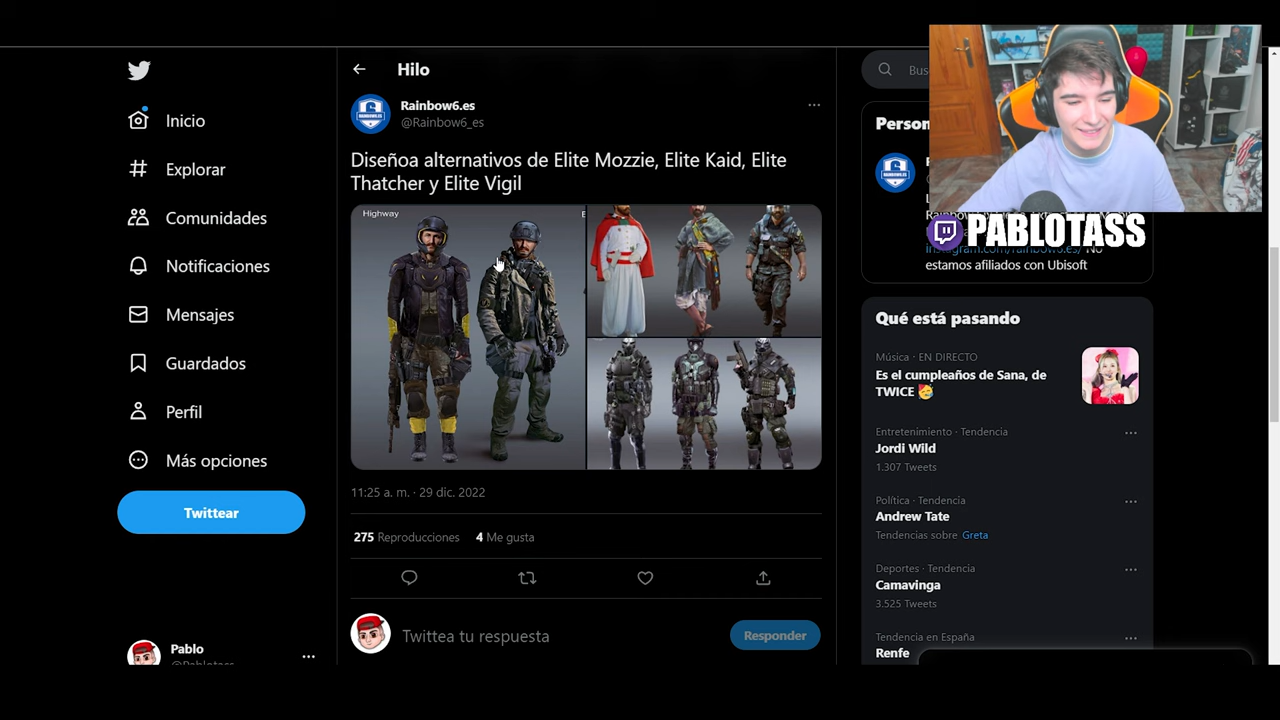 Inicio
Explorar
Comunidades
Notificaciones
Mensajes
Guardados
Perfil
Más opciones
Twittear
Pablo
@Pablotass
Hilo
Rainbow6.es
@Rainbow6_es
Diseñoa alternativos de Elite Mozzie, Elite Kaid, Elite
Thatcher y Elite Vigil
Highway
11:25 a. m. · 29 dic. 2022
275 Reproducciones 4 Me gusta
Twittea tu respuesta
Responder
PABLOTASS
estamos afiliados con Ubisoft
Qué está pasando
Música · EN DIRECTO
Es el cumpleaños de Sana, de
TWICE 🥳
Entretenimiento · Tendencia
Jordi Wild
1.307 Tweets
Política · Tendencia
Andrew Tate
Tendencias sobre Greta
Deportes · Tendencia
Camavinga
3.525 Tweets
Tendencia en España
Renfe